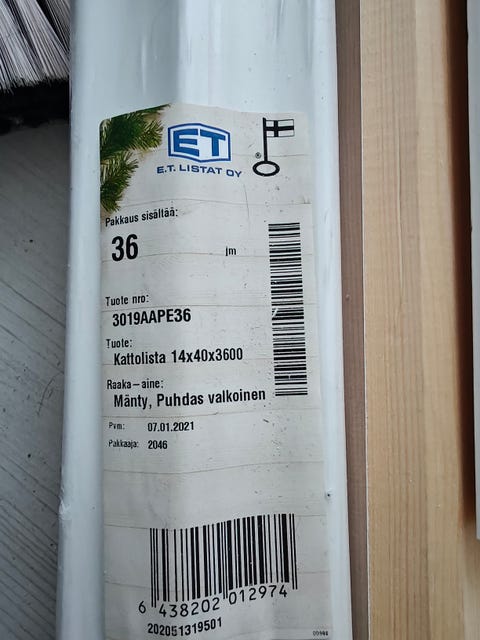 ET
E.T. LISTAT OY
®
Pakkaus sisältää:
36 jm
Tuote nro:
3019AAPE36
Tuote:
Kattolista 14x40x3600
Raaka-aine:
Mänty, Puhdas valkoinen
Pvm: 07.01.2021
Pakkaaja: 2046
6 438202 012974
202051319501